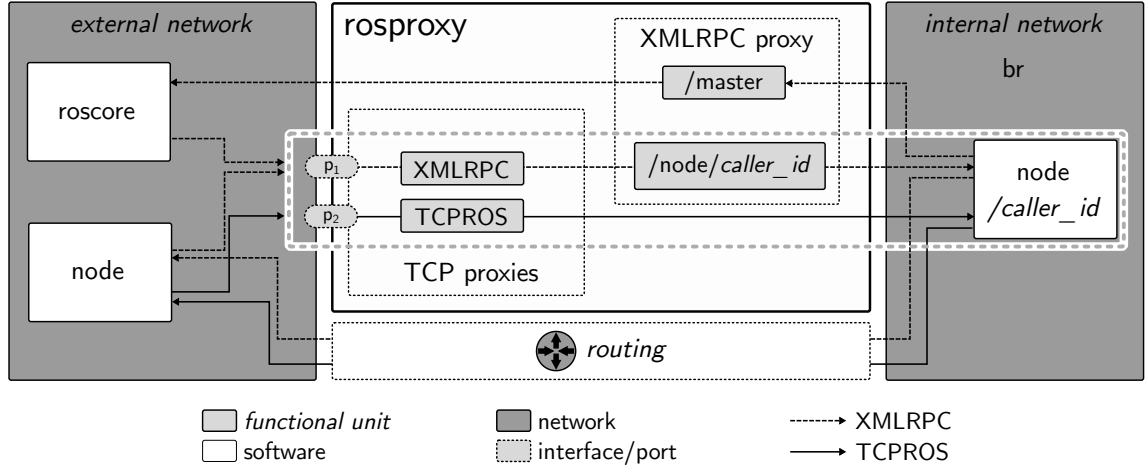 external network
rosproxy
internal network
XMLRPC proxy
br
/master
roscore
p1
XMLRPC
/node/caller_id
node
/caller_id
p2
TCPROS
node
TCP proxies
routing
functional unit
network
XMLRPC
software
interface/port
TCPROS